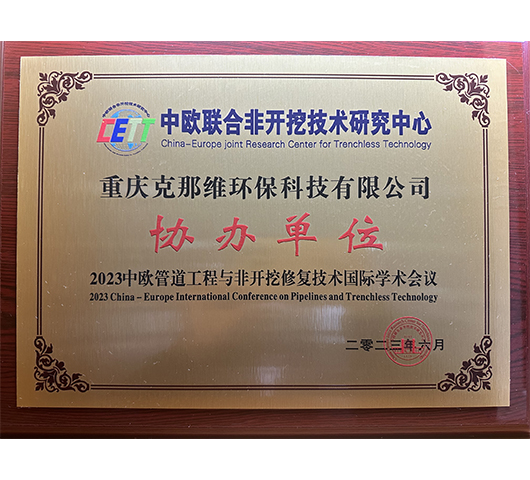 CETT
中欧联合非开挖技术研究中心
China-Europe joint Research Center for Trenchless Technology
重庆克那维环保科技有限公司
协办单位
2023中欧管道工程与非开挖修复技术国际学术会议
2023 China – Europe International Conference on Pipelines and Trenchless Technology
二零二三年六月